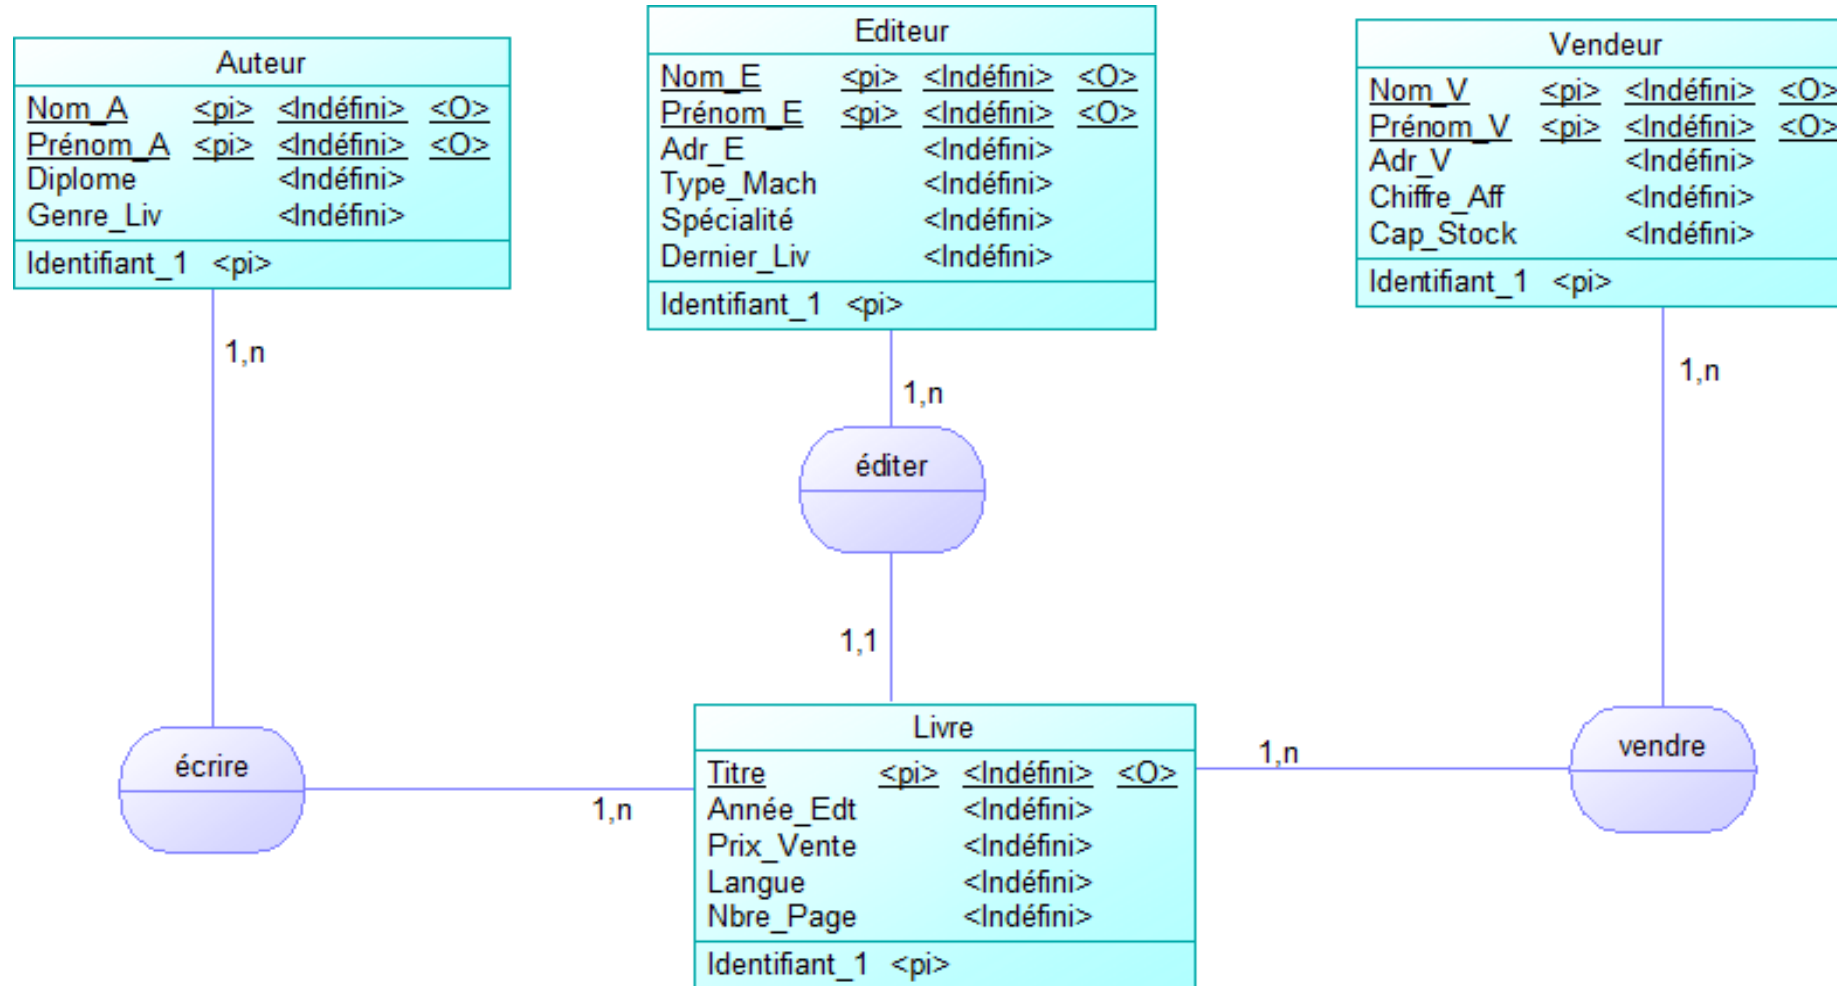 Auteur
Nom_A <pi> <Indéfini> <O>
Prénom_A <pi> <Indéfini> <O>
Diplome <Indéfini>
Genre_Liv <Indéfini>
Identifiant_1 <pi>
Editeur
Nom_E <pi> <Indéfini> <O>
Prénom_E <pi> <Indéfini> <O>
Adr_E <Indéfini>
Type_Mach <Indéfini>
Spécialité <Indéfini>
Dernier_Liv <Indéfini>
Identifiant_1 <pi>
Vendeur
Nom_V <pi> <Indéfini> <O>
Prénom_V <pi> <Indéfini> <O>
Adr_V <Indéfini>
Chiffre_Aff <Indéfini>
Cap_Stock <Indéfini>
Identifiant_1 <pi>
1,n
1,n
1,n
éditer
1,1
écrire
1,n
Livre
Titre <pi> <Indéfini> <O>
Année_Edt <Indéfini>
Prix_Vente <Indéfini>
Langue <Indéfini>
Nbre_Page <Indéfini>
Identifiant_1 <pi>
1,n
vendre